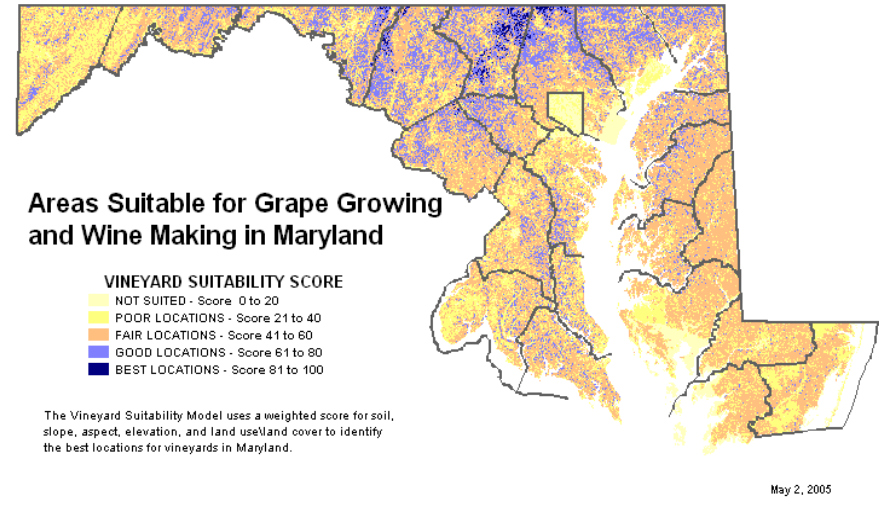 Areas Suitable for Grape Growing
and Wine Making in Maryland
VINEYARD SUITABILITY SCORE
NOT SUITED - Score 0 to 20
POOR LOCATIONS - Score 21 to 40
FAIR LOCATIONS - Score 41 to 60
GOOD LOCATIONS - Score 61 to 80
BEST LOCATIONS - Score 81 to 100
The Vineyard Suitability Model uses a weighted score for soil,
slope, aspect, elevation, and land use\land cover to identify
the best locations for vineyards in Maryland.
May 2, 2005